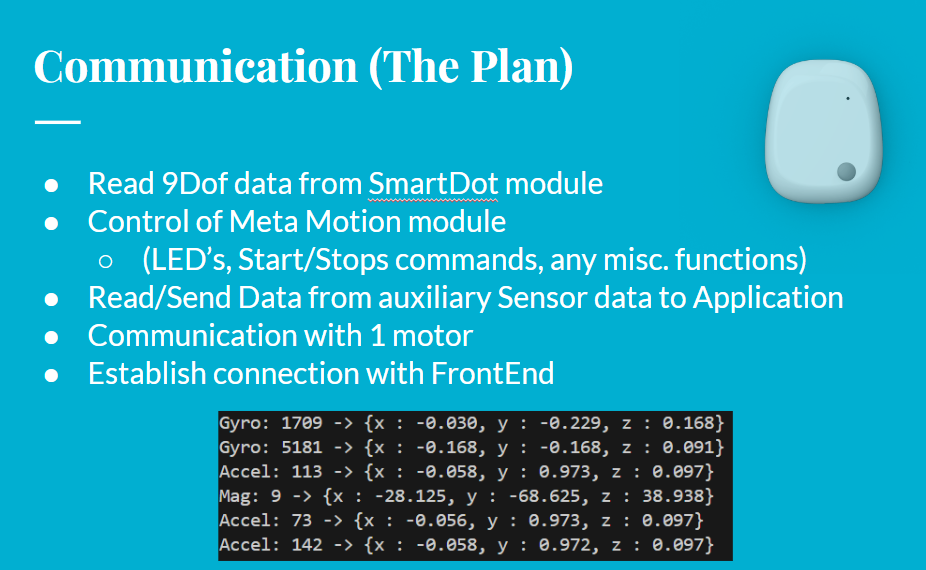 Communication (The Plan)
● Read 9Dof data from SmartDot module
● Control of Meta Motion module
○ (LED’s, Start/Stops commands, any misc. functions)
● Read/Send Data from auxiliary Sensor data to Application
● Communication with 1 motor
● Establish connection with FrontEnd
Gyro: 1709 -> {x : -0.030, y : -0.229, z : 0.168}
Gyro: 5181 -> {x : -0.168, y : -0.168, z : 0.091}
Accel: 113 -> {x : -0.058, y : 0.973, z : 0.097}
Mag: 9 -> {x : -28.125, y : -68.625, z : 38.938}
Accel: 73 -> {x : -0.056, y : 0.973, z : 0.097}
Accel: 142 -> {x : -0.058, y : 0.972, z : 0.097}